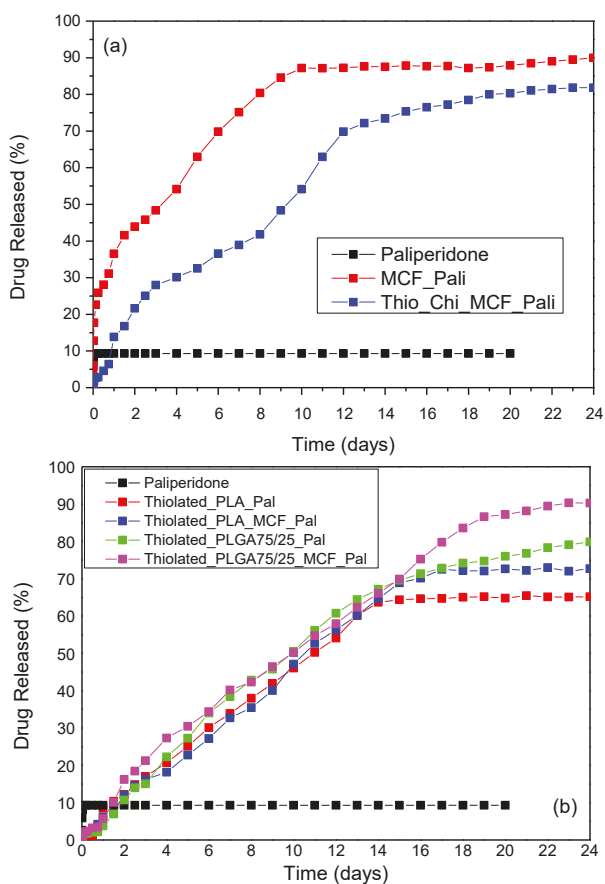 (a)
Drug Released (%)
100
90
80
70
60
50
40
30
20
10
0
Paliperidone
MCF_Pali
Thio_Chi_MCF_Pali
0 2 4 6 8 10 12 14 16 18 20 22 24
Time (days)
Drug Released (%)
100
90
80
70
60
50
40
30
20
10
0
Paliperidone
Thiolated_PLA_Pal
Thiolated_PLA_MCF_Pal
Thiolated_PLGA75/25_Pal
Thiolated_PLGA75/25_MCF_Pal
(b)
0 2 4 6 8 10 12 14 16 18 20 22 24
Time (days)